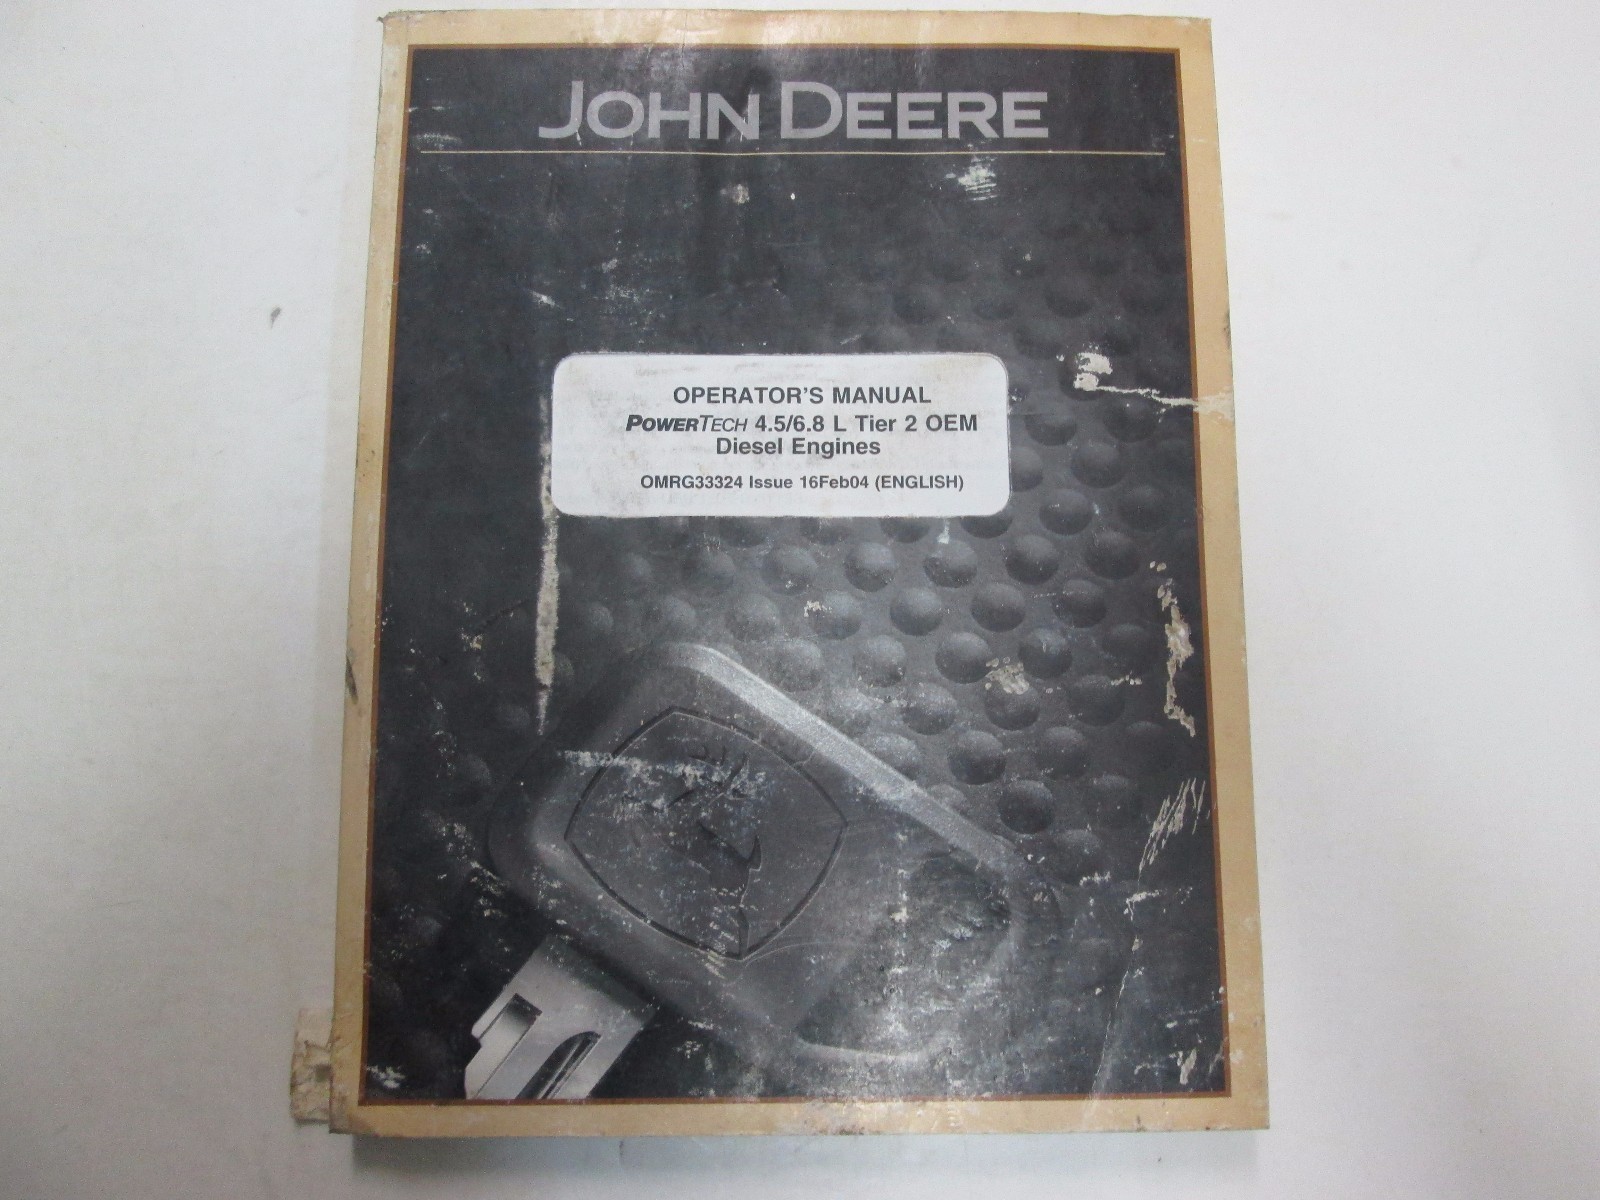 JOHN DEERE
OPERATOR'S MANUAL
POWERTECH 4.5/6.8 L Tier 2 OEM
Diesel Engines
OMRG33324 Issue 16Feb04 (ENGLISH)